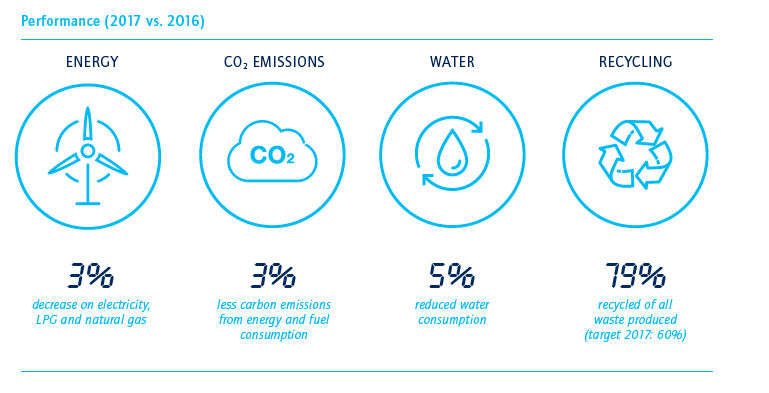 Performance (2017 vs. 2016)
ENERGY
CO₂ EMISSIONS
WATER
RECYCLING
CO₂
3%
decrease on electricity,
LPG and natural gas
3%
less carbon emissions
from energy and fuel
consumption
5%
reduced water
consumption
79%
recycled of all
waste produced
(target 2017: 60%)